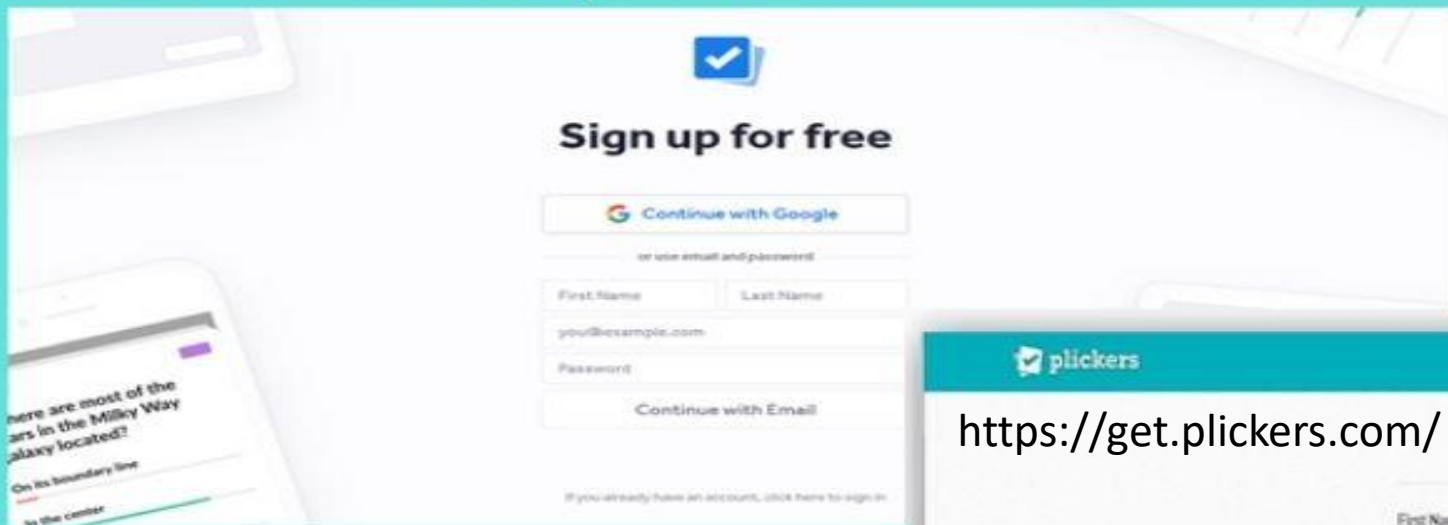 Sign up for free
Continue with Google
or use email and password
First Name Last Name
you@example.com
Password
Continue with Email
If you already have an account, click here to sign in
here are most of the
ars in the Milky Way
alaxy located?
On its boundary line
In the center
plickers
https://get.plickers.com/
First Na